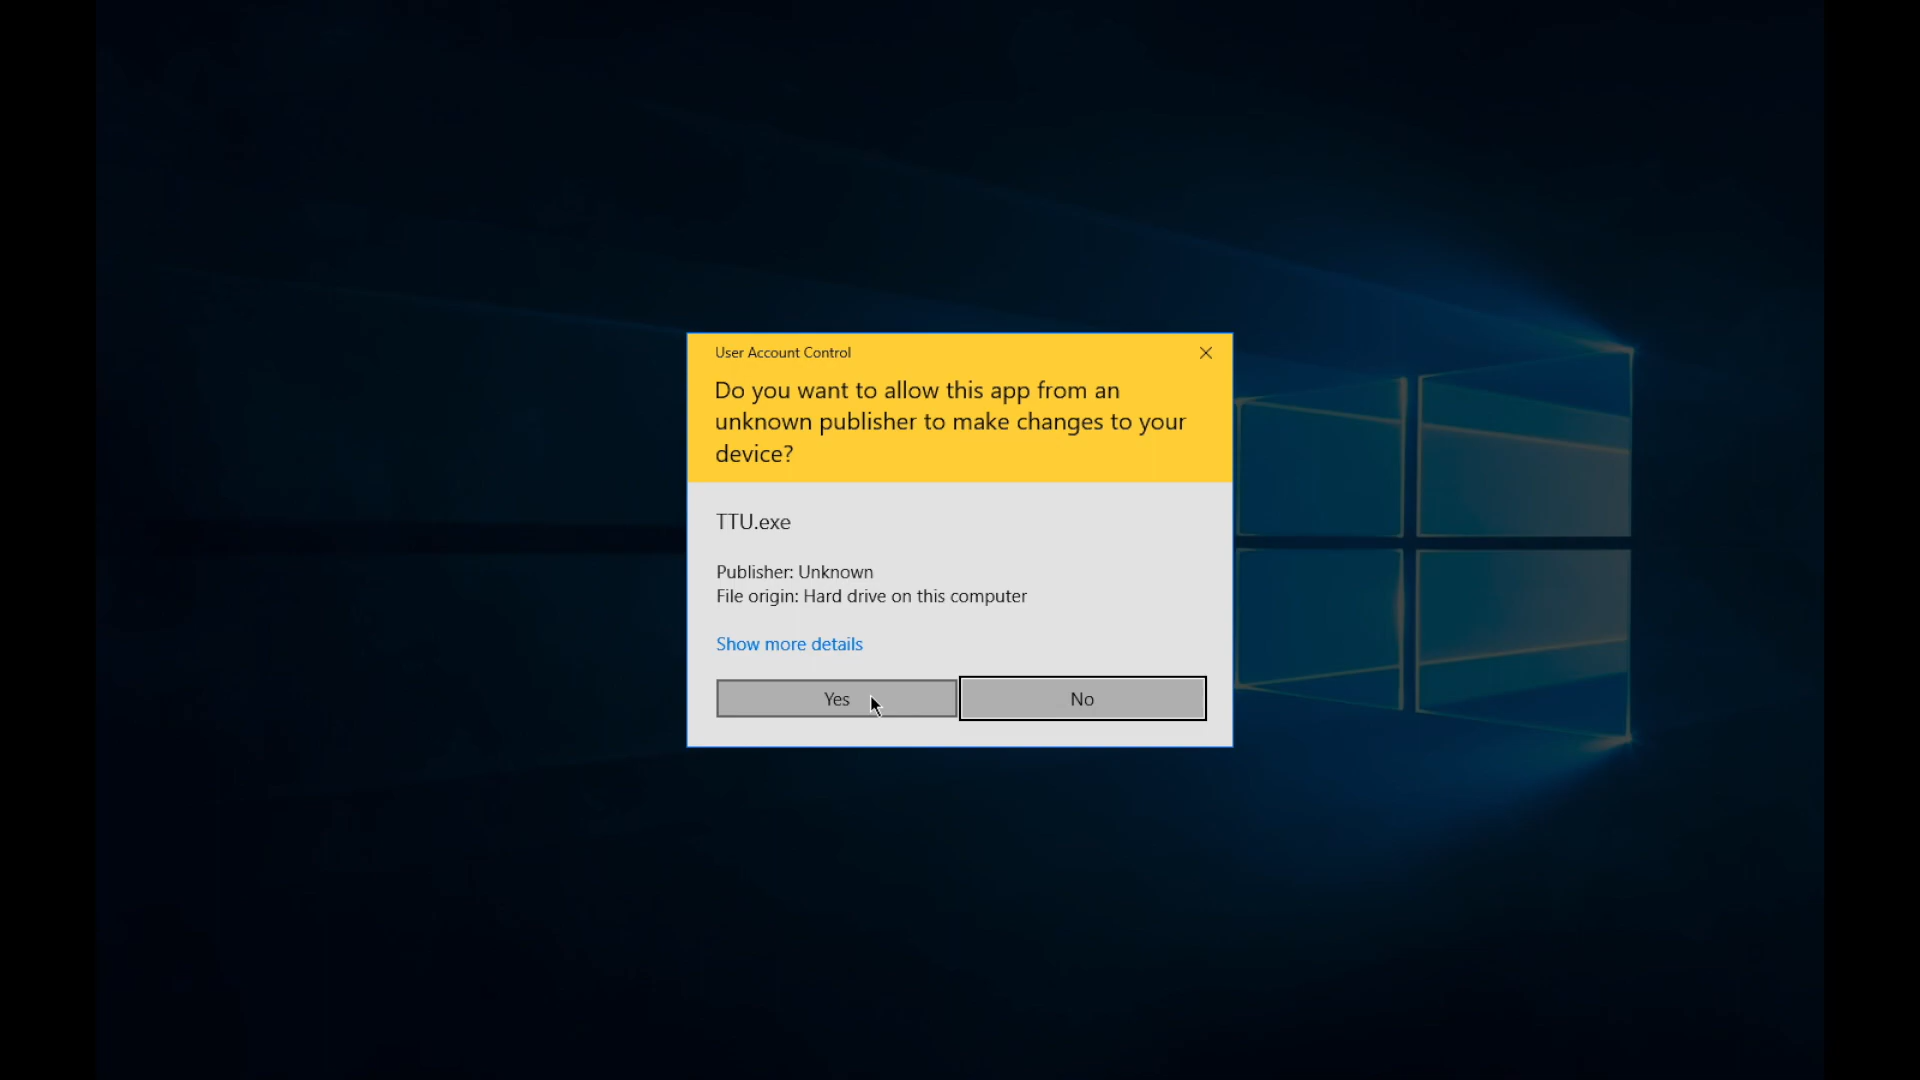 User Account Control
Do you want to allow this app from an
unknown publisher to make changes to your
device?
TTU.exe
Publisher: Unknown
File origin: Hard drive on this computer
Show more details
Yes
No